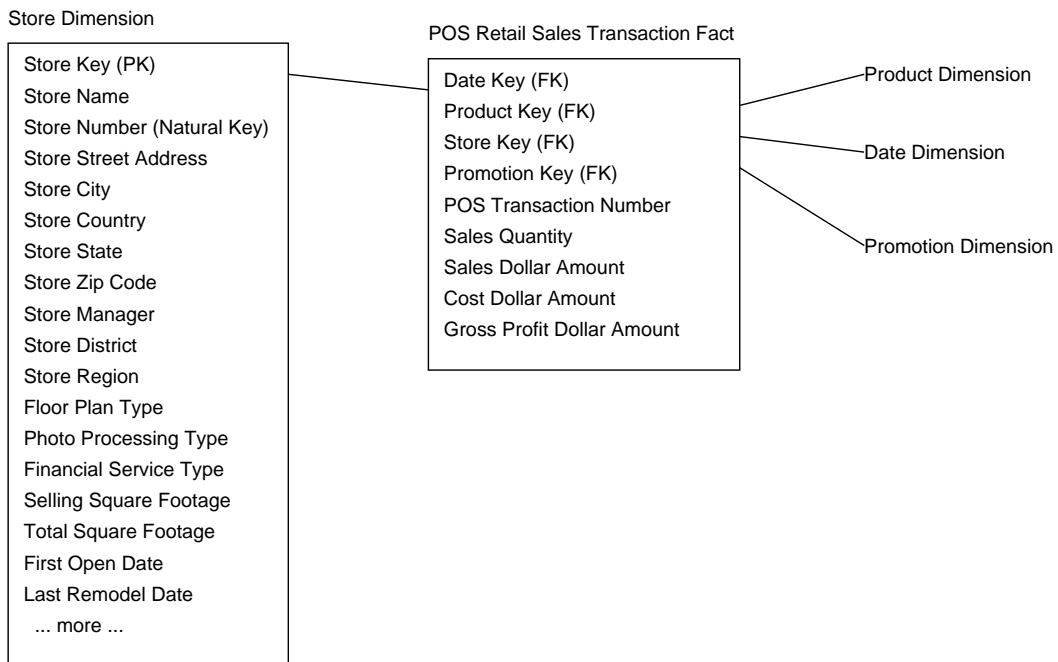 Store Dimension
Store Key (PK)
Store Name
Store Number (Natural Key)
Store Street Address
Store City
Store Country
Store State
Store Zip Code
Store Manager
Store District
Store Region
Floor Plan Type
Photo Processing Type
Financial Service Type
Selling Square Footage
Total Square Footage
First Open Date
Last Remodel Date
... more ...
POS Retail Sales Transaction Fact
Date Key (FK)
Product Key (FK)
Store Key (FK)
Promotion Key (FK)
POS Transaction Number
Sales Quantity
Sales Dollar Amount
Cost Dollar Amount
Gross Profit Dollar Amount
Product Dimension
Date Dimension
Promotion Dimension